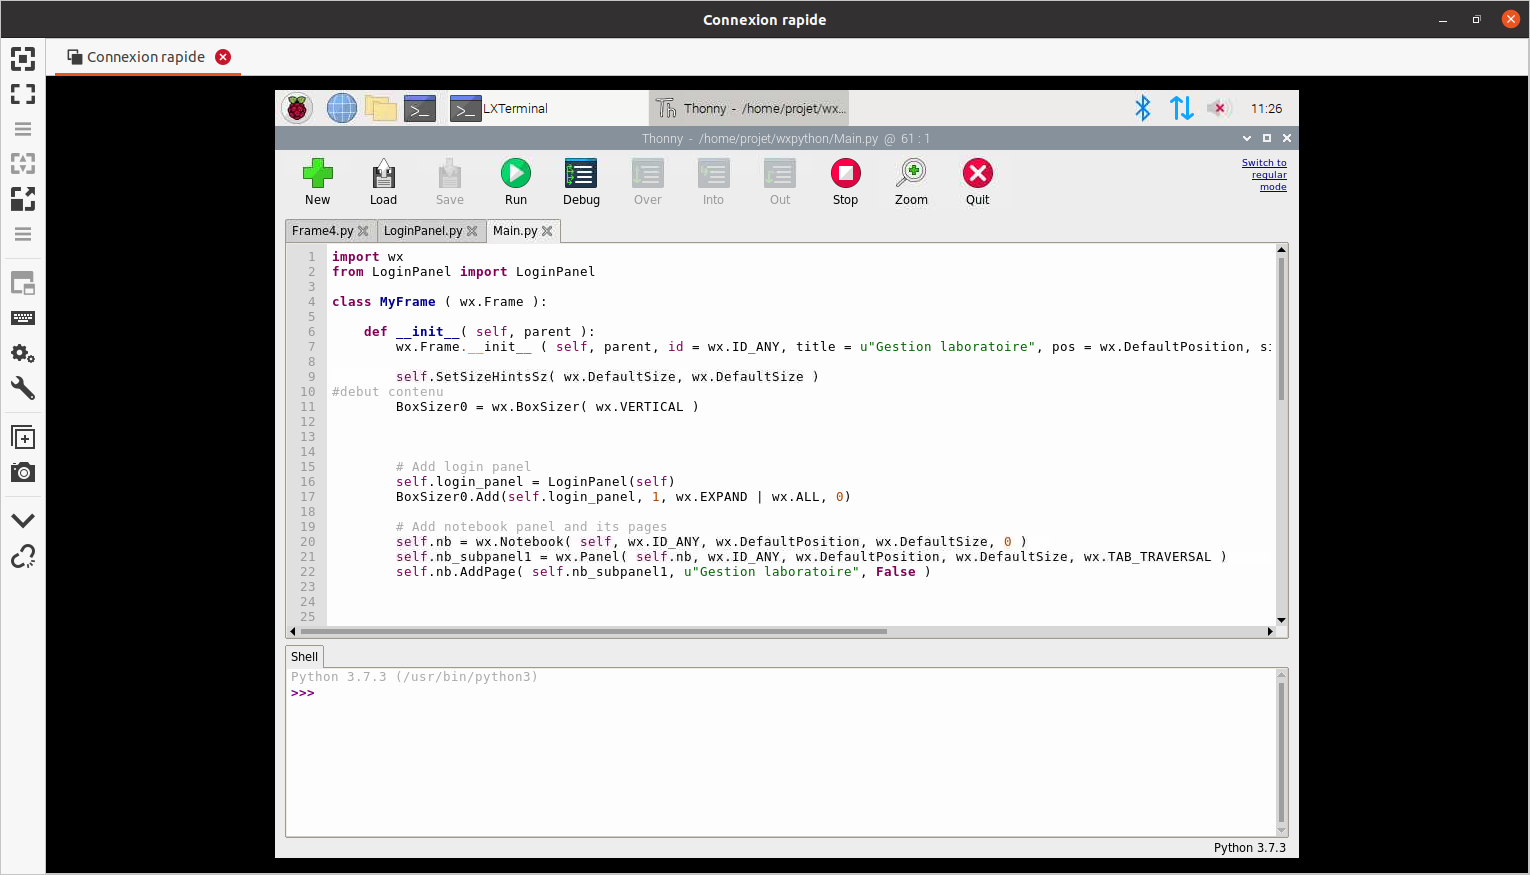 Connexion rapide
Connexion rapide
LXTerminal
Thonny - /home/projet/wx...
11:26
Thonny - /home/projet/wxpython/Main.py @ 61 : 1
New
Load
Save
Run
Debug
Over
Into
Out
Stop
Zoom
Quit
Switch to
regular
mode
Frame4.py
LoginPanel.py
Main.py
1 import wx
2 from LoginPanel import LoginPanel
3
4 class MyFrame ( wx.Frame ):
5
6     def __init__( self, parent ):
7         wx.Frame.__init__ ( self, parent, id = wx.ID_ANY, title = u"Gestion laboratoire", pos = wx.DefaultPosition, si
8
9         self.SetSizeHintsSz( wx.DefaultSize, wx.DefaultSize )
10 #debut contenu
11         BoxSizer0 = wx.BoxSizer( wx.VERTICAL )
12
13
14
15         # Add login panel
16         self.login_panel = LoginPanel(self)
17         BoxSizer0.Add(self.login_panel, 1, wx.EXPAND | wx.ALL, 0)
18
19         # Add notebook panel and its pages
20         self.nb = wx.Notebook( self, wx.ID_ANY, wx.DefaultPosition, wx.DefaultSize, 0 )
21         self.nb_subpanel1 = wx.Panel( self.nb, wx.ID_ANY, wx.DefaultPosition, wx.DefaultSize, wx.TAB_TRAVERSAL )
22         self.nb.AddPage( self.nb_subpanel1, u"Gestion laboratoire", False )
23
24
25
Shell
Python 3.7.3 (/usr/bin/python3)
>>>
Python 3.7.3